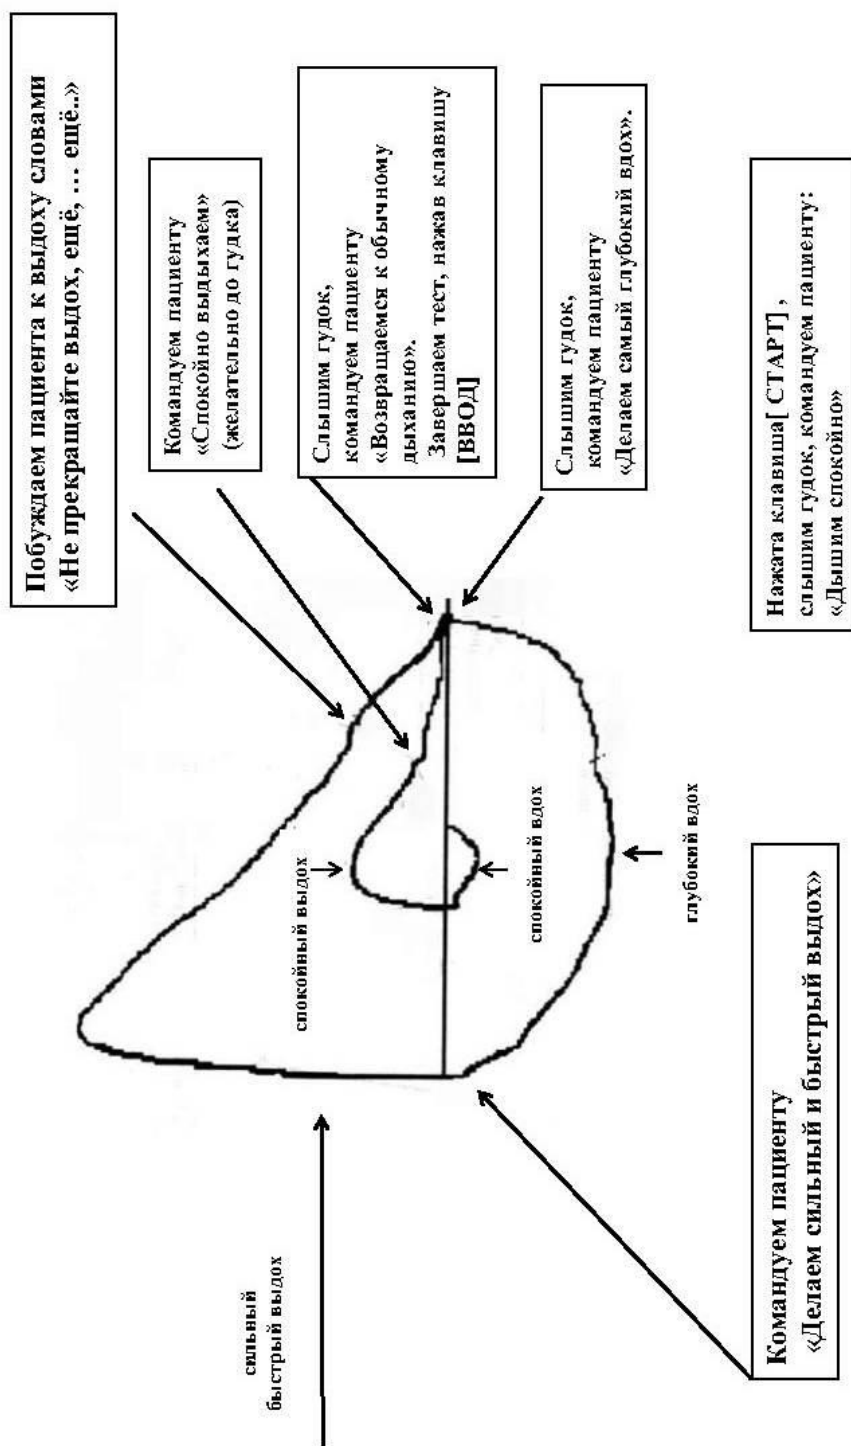 Побуждаем пациента к выдоху словами
«Не прекращайте выдох, ещё, … ещё..»
Командуем пациенту
«Спокойно выдыхаем»
(желательно до гудка)
Слышим гудок,
командуем пациенту
«Возвращаемся к обычному
дыханию».
Завершаем тест, нажав клавишу
[ВВОД]
Слышим гудок,
командуем пациенту
«Делаем самый глубокий вдох».
Нажата клавиша[ СТАРТ] ,
слышим гудок, командуем пациенту:
«Дышим спокойно»
спокойный выдох
спокойный вдох
глубокий вдох
сильный
быстрый выдох
Командуем пациенту
«Делаем сильный и быстрый выдох»